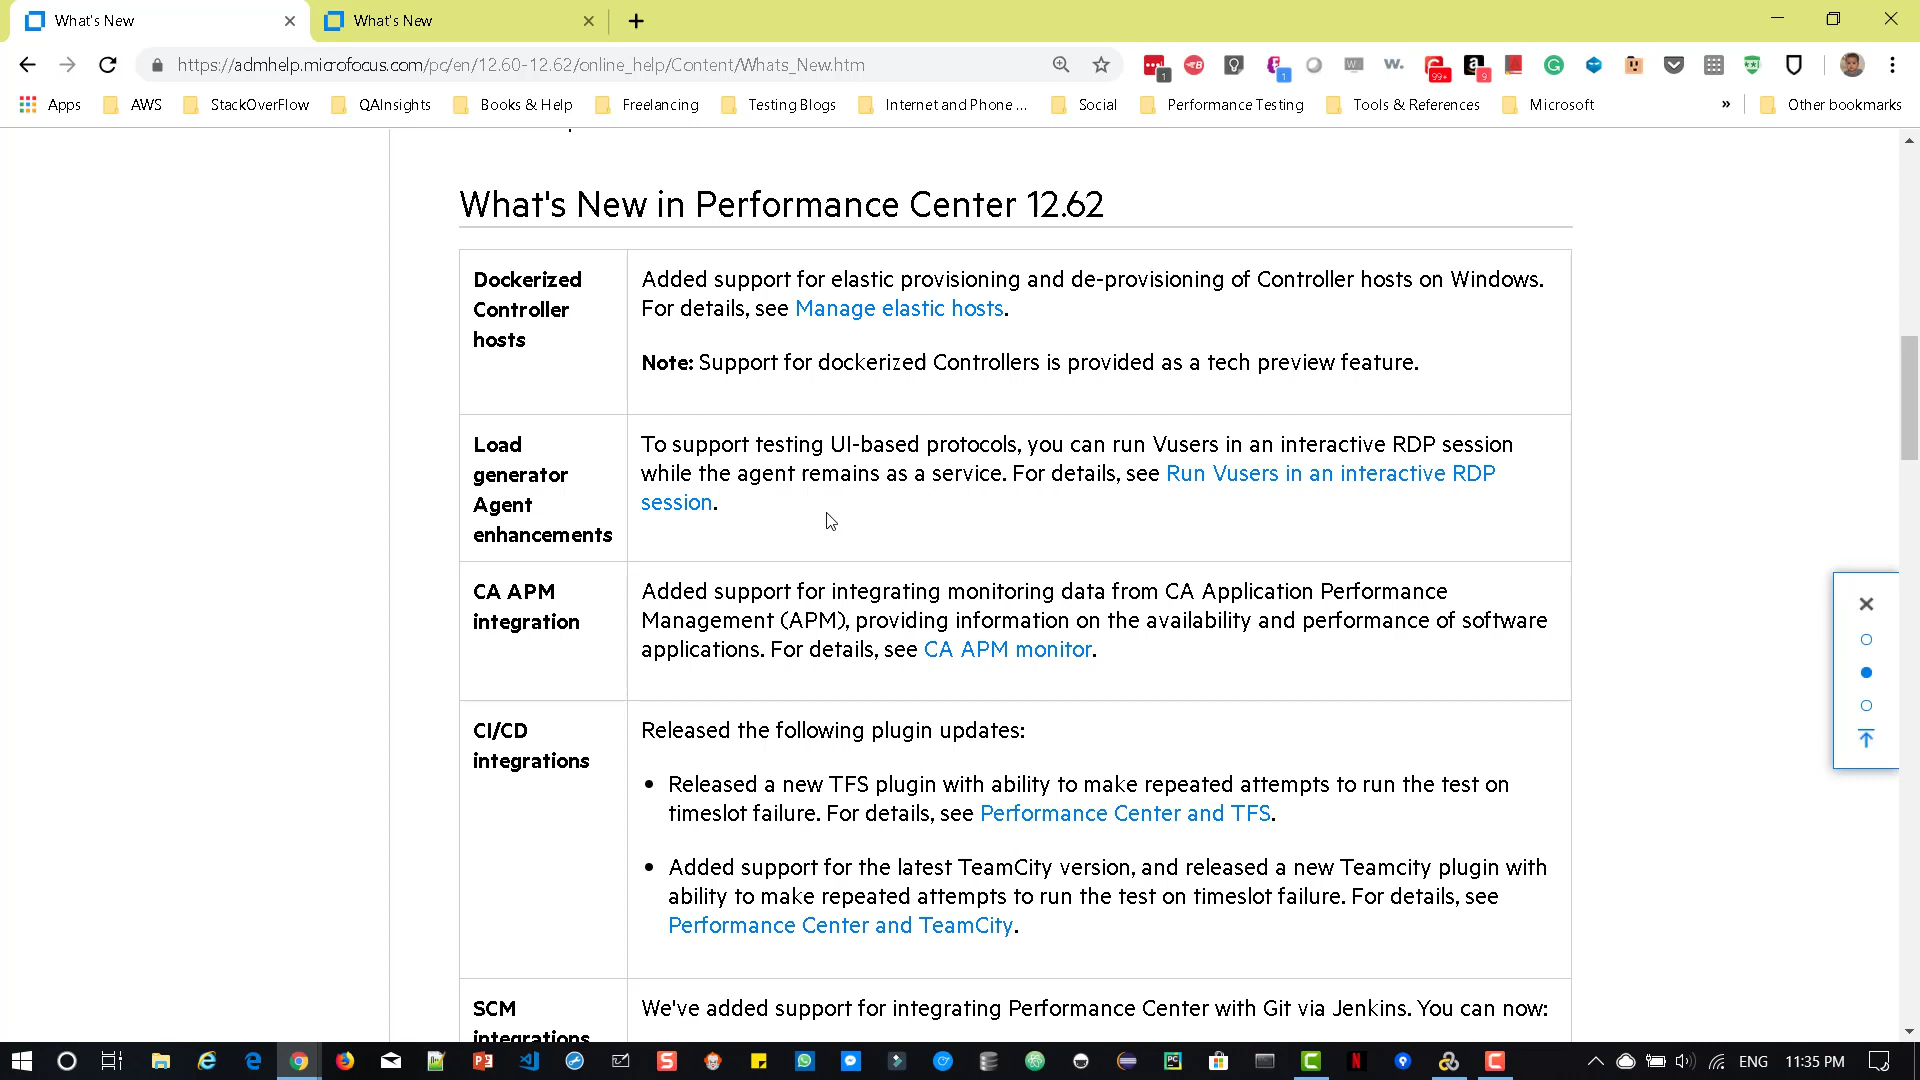 What's New
What's New
https://admhelp.microfocus.com/pc/en/12.60-12.62/online_help/Content/Whats_New.htm
1
1
99+
9
Apps
AWS
StackOverFlow
QAInsights
Books & Help
Freelancing
Testing Blogs
Internet and Phone ...
Social
Performance Testing
Tools & References
Microsoft
»
Other bookmarks
What's New in Performance Center 12.62
Dockerized
Controller
hosts
Added support for elastic provisioning and de-provisioning of Controller hosts on Windows.
For details, see Manage elastic hosts.
Note: Support for dockerized Controllers is provided as a tech preview feature.
Load
generator
Agent
enhancements
To support testing UI-based protocols, you can run Vusers in an interactive RDP session
while the agent remains as a service. For details, see Run Vusers in an interactive RDP
session.
CA APM
integration
Added support for integrating monitoring data from CA Application Performance
Management (APM), providing information on the availability and performance of software
applications. For details, see CA APM monitor.
CI/CD
integrations
Released the following plugin updates:
• Released a new TFS plugin with ability to make repeated attempts to run the test on
timeslot failure. For details, see Performance Center and TFS.
• Added support for the latest TeamCity version, and released a new Teamcity plugin with
ability to make repeated attempts to run the test on timeslot failure. For details, see
Performance Center and TeamCity.
SCM
integrations
We've added support for integrating Performance Center with Git via Jenkins. You can now:
ENG
11:35 PM